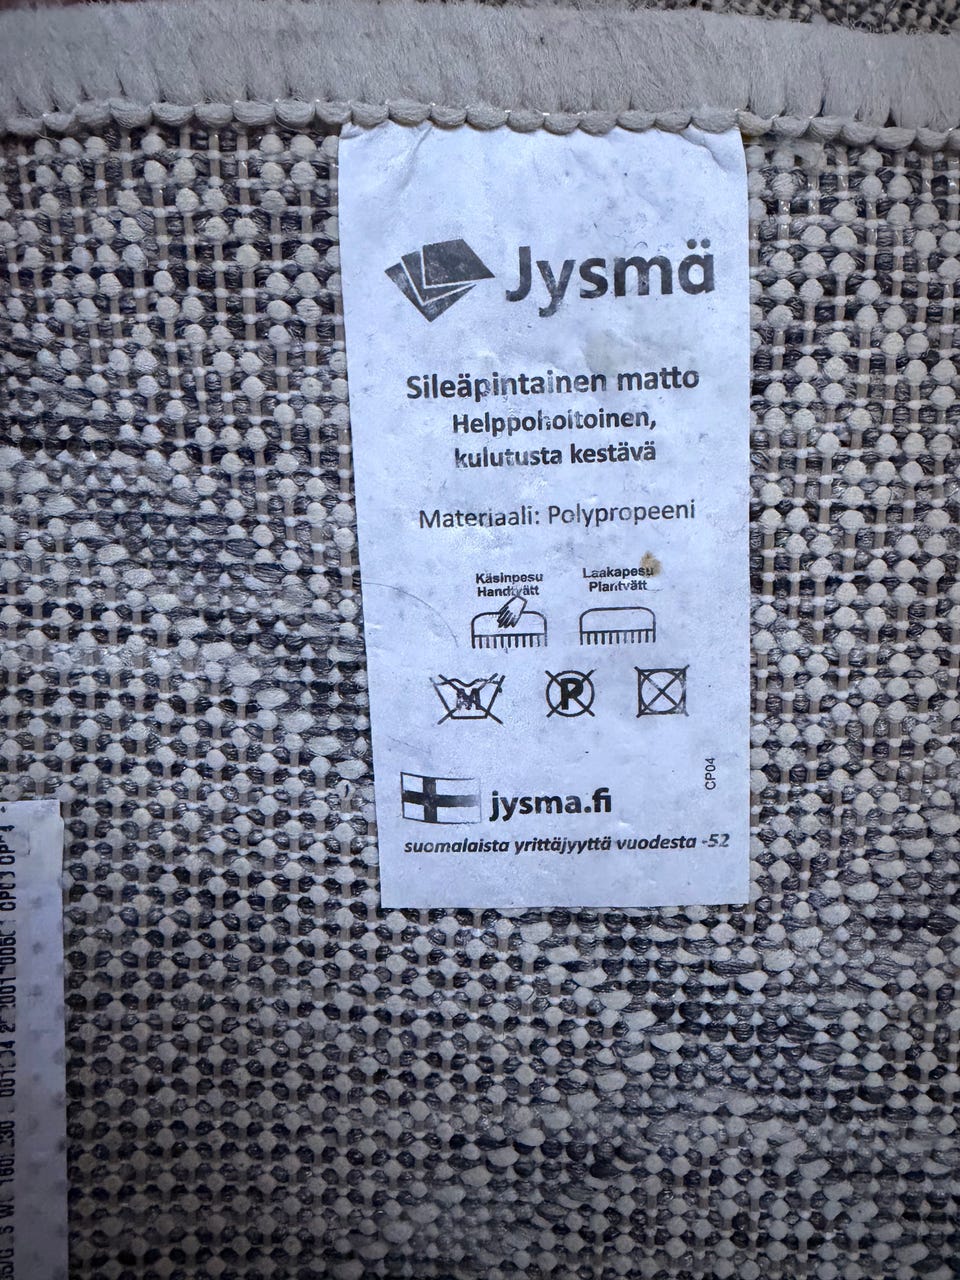 Jysmä
Sileäpintainen matto
Helppohoitoinen,
kulutusta kestävä
Materiaali: Polypropeeni
Käsinpesu Laakapesu
Handtvätt Plantvätt
M P
CP04
jysma.fi
suomalaista yrittäjyyttä vuodesta -52